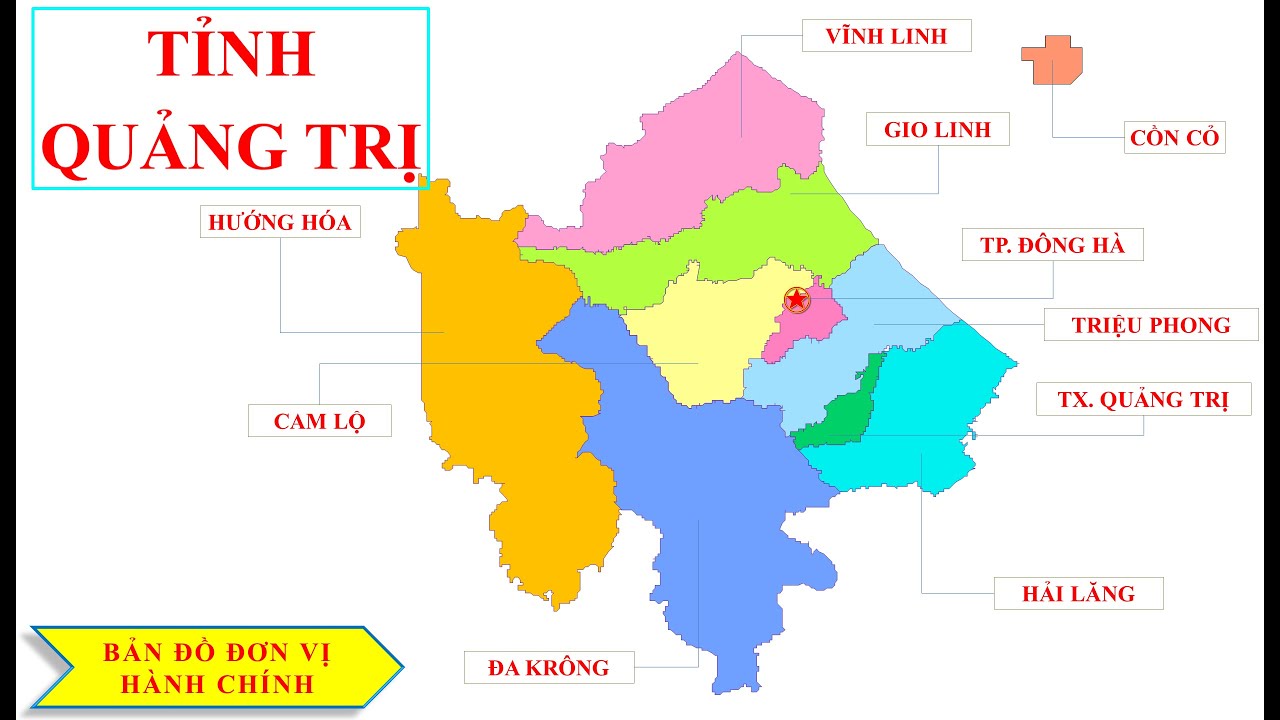 TỈNH
QUẢNG TRỊ
VĨNH LINH
GIO LINH
CỒN CỎ
HƯỚNG HÓA
TP. ĐÔNG HÀ
TRIỆU PHONG
TX. QUẢNG TRỊ
CAM LỘ
HẢI LĂNG
ĐA KRÔNG
BẢN ĐỒ ĐƠN VỊ
HÀNH CHÍNH